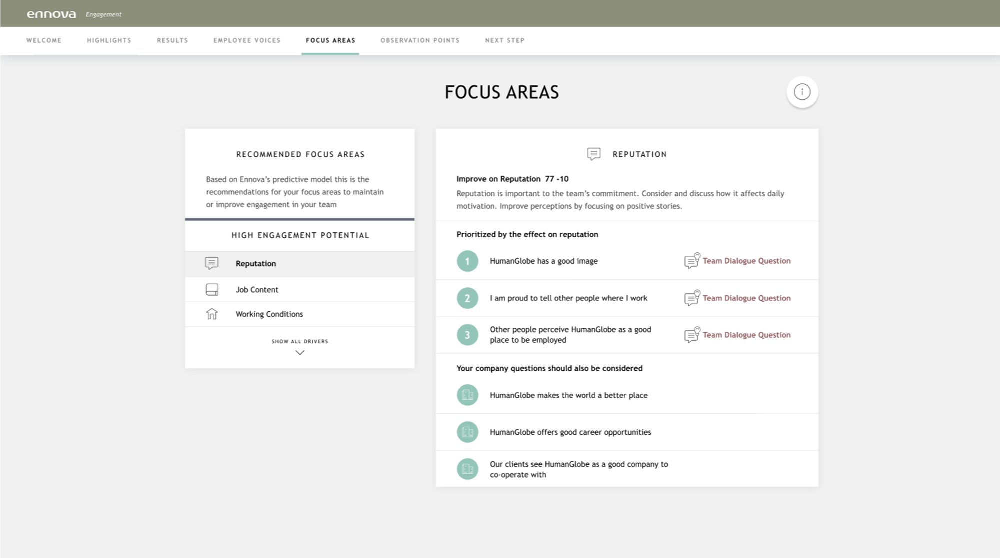 ennova Engagement
WELCOME HIGHLIGHTS RESULTS EMPLOYEE VOICES FOCUS AREAS OBSERVATION POINTS NEXT STEP
FOCUS AREAS
i
RECOMMENDED FOCUS AREAS
Based on Ennova's predictive model this is the
recommendations for your focus areas to maintain
or improve engagement in your team
HIGH ENGAGEMENT POTENTIAL
Reputation
Job Content
Working Conditions
SHOW ALL DRIVERS
REPUTATION
Improve on Reputation 77 -10
Reputation is important to the team's commitment. Consider and discuss how it affects daily
motivation. Improve perceptions by focusing on positive stories.
Prioritized by the effect on reputation
1 HumanGlobe has a good image Team Dialogue Question
2 I am proud to tell other people where I work Team Dialogue Question
3 Other people perceive HumanGlobe as a good
place to be employed Team Dialogue Question
Your company questions should also be considered
HumanGlobe makes the world a better place
HumanGlobe offers good career opportunities
Our clients see HumanGlobe as a good company to
co-operate with